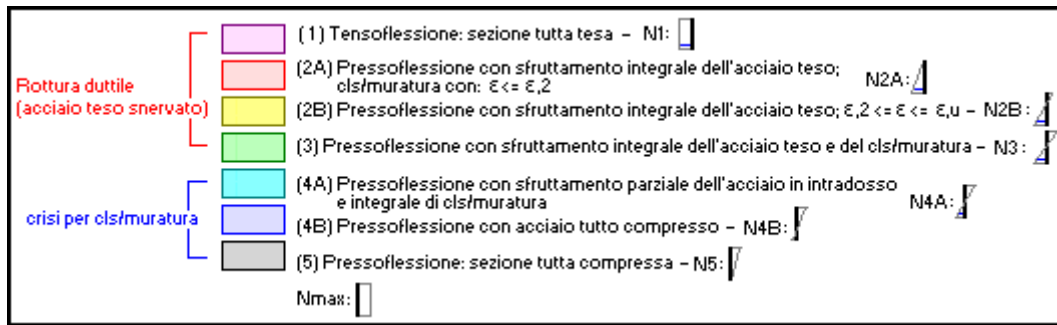 (1) Tensoflessione: sezione tutta tesa - N1:
(2A) Pressoflessione con sfruttamento integrale dell'acciaio teso;
cls/muratura con: ε<= ε,2
N2A:
Rottura duttile
(acciaio teso snervato)
(2B) Pressoflessione con sfruttamento integrale dell'acciaio teso; ε,2 <= ε <= ε,u - N2B:
(3) Pressoflessione con sfruttamento integrale dell'acciaio teso e del cls/muratura - N3:
(4A) Pressoflessione con sfruttamento parziale dell'acciaio in intradosso
e integrale di cls/muratura
N4A:
crisi per cls/muratura
(4B) Pressoflessione con acciaio tutto compresso - N4B:
(5) Pressoflessione: sezione tutta compressa - N5:
Nmax: